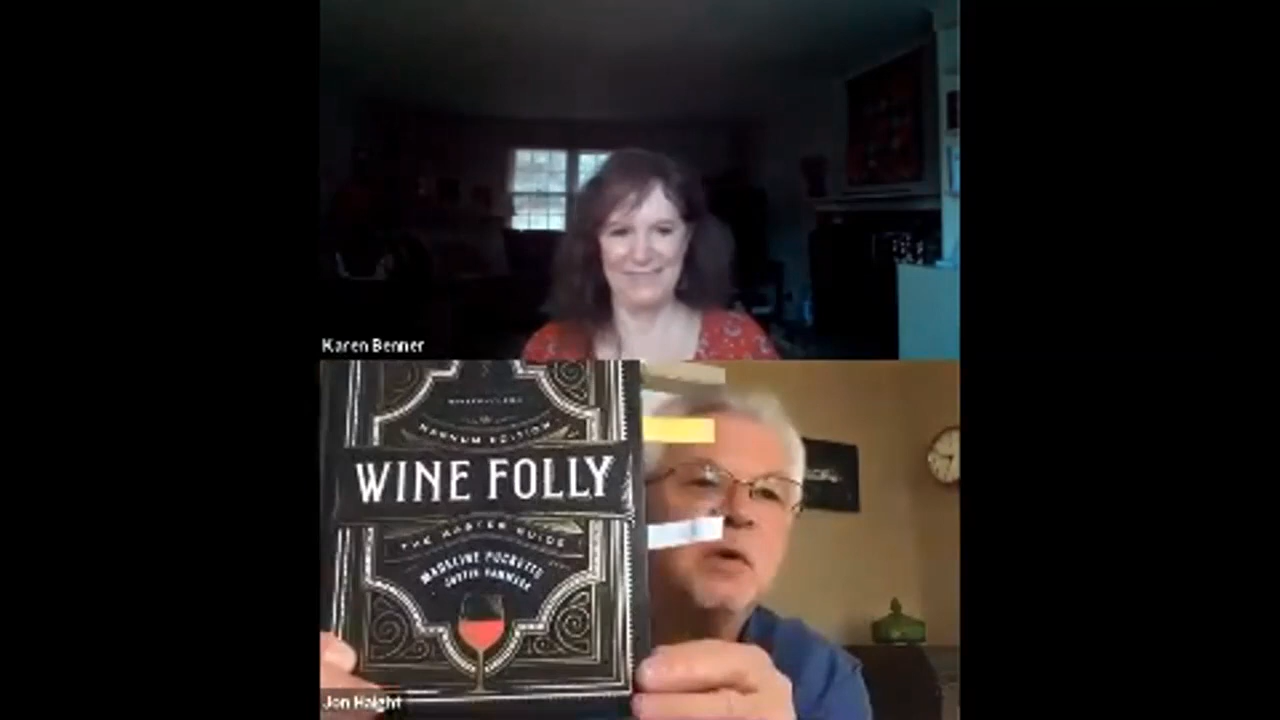 Karen Benner
MAGNUM EDITION
WINE FOLLY
THE MASTER GUIDE
MADELINE PUCKETTE
JUSTIN HAMMACK
Jon Haight